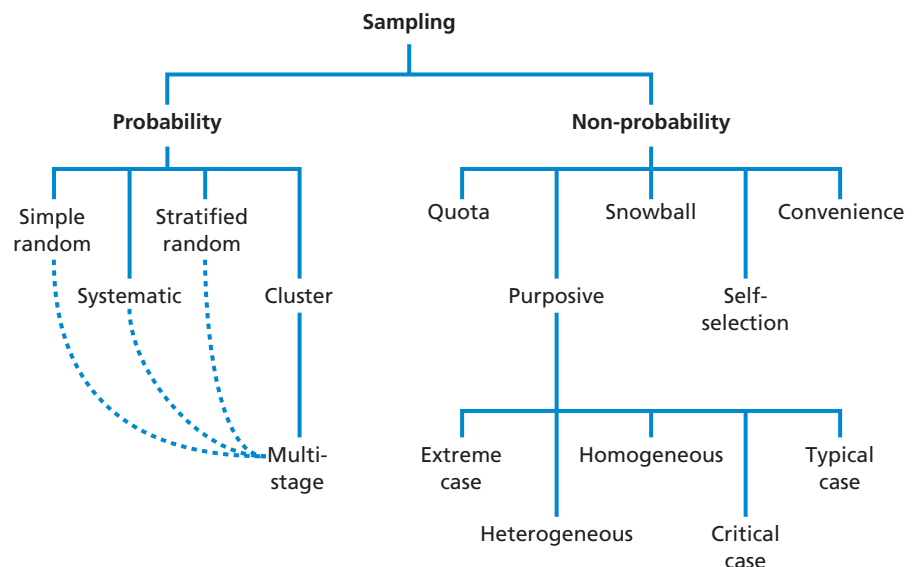 Sampling
Probability
Non-probability
Simple
random
Stratified
random
Quota
Snowball
Convenience
Systematic
Cluster
Purposive
Self-
selection
Multi-
stage
Extreme
case
Homogeneous
Typical
case
Heterogeneous
Critical
case